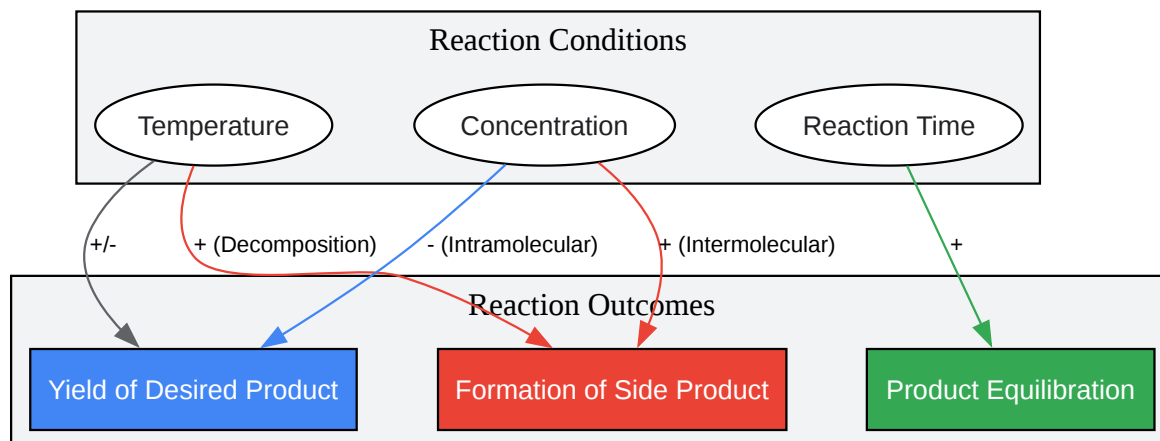 Reaction Conditions
Temperature
Concentration
Reaction Time
+/-
+ (Decomposition)
- (Intramolecular)
+ (Intermolecular)
+
Reaction Outcomes
Yield of Desired Product
Formation of Side Product
Product Equilibration